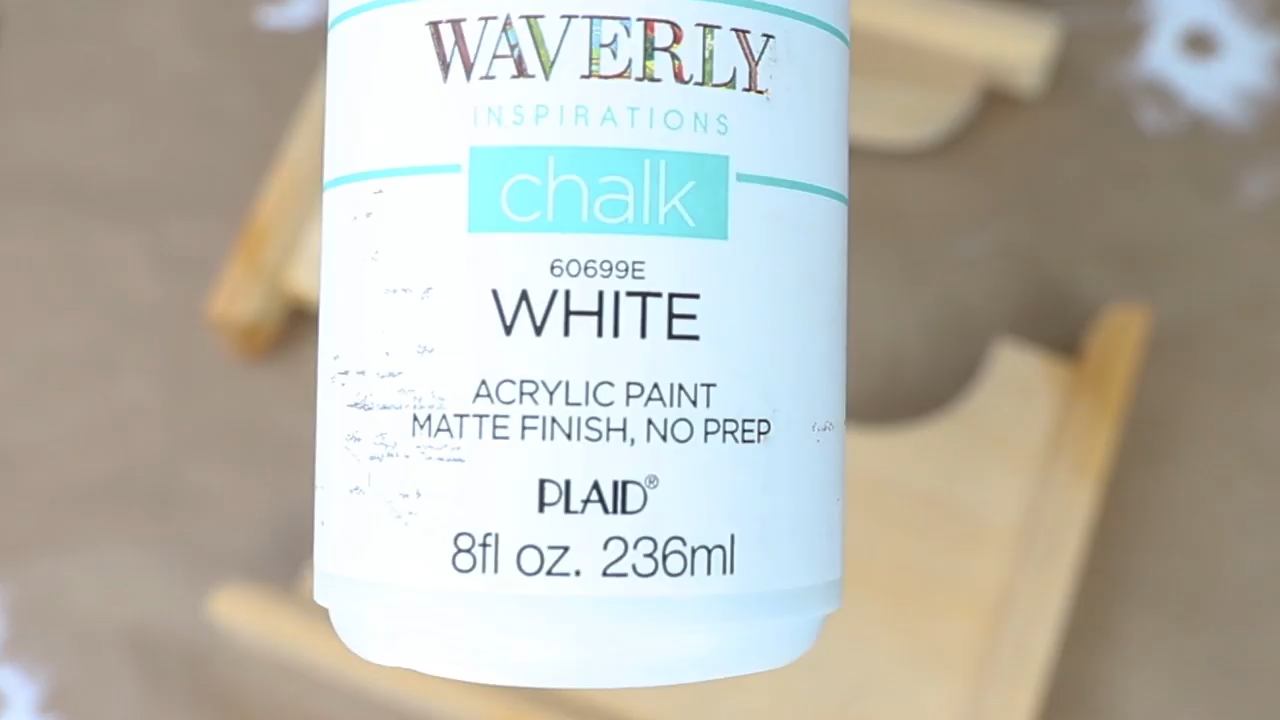 WAVERLY
INSPIRATIONS
chalk
60699E
WHITE
ACRYLIC PAINT
MATTE FINISH, NO PREP
PLAID®
8fl oz. 236ml